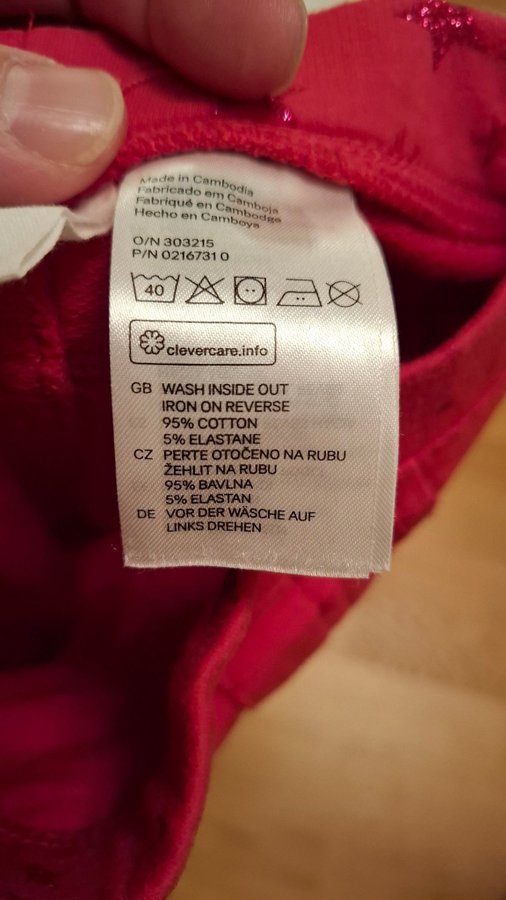 Made in Cambodia
Fabricado em Camboja
Fabriqué en Cambodge
Hecho en Camboya
O/N 303215
P/N 0216731 0
40
clevercare.info
GB WASH INSIDE OUT
IRON ON REVERSE
95% COTTON
5% ELASTANE
CZ PERTE OTOČENO NA RUBU
ŽEHLIT NA RUBU
95% BAVLNA
5% ELASTAN
DE VOR DER WÄSCHE AUF
LINKS DREHEN